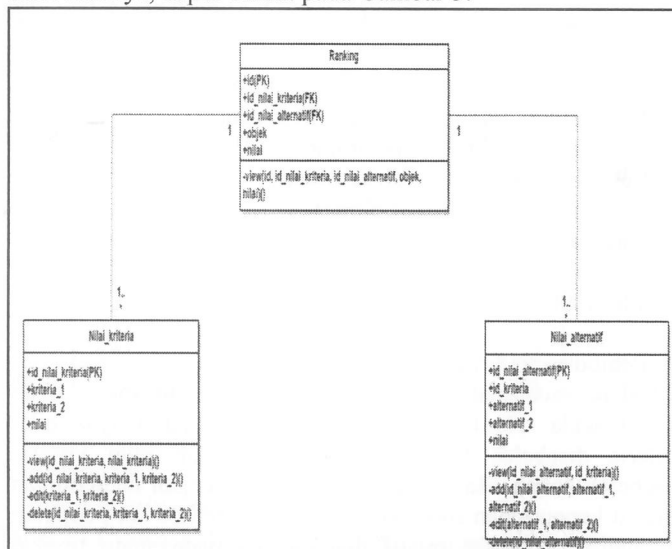 Ranking
+id(PK)
+id_nilai_kriteria(FK)
+id_nilai_alternatif(FK)
+objek
+nilai
-view(id, id_nilai_kriteria, id_nilai_alternatif, objek,
nilai)()
1
1
1..
*
1..
*
Nilai_kriteria
+id_nilai_kriteria(PK)
+kriteria_1
+kriteria_2
+nilai
-view(id_nilai_kriteria, nilai_kriteria)()
-add(id_nilai_kriteria, kriteria_1, kriteria_2)()
-edit(kriteria_1, kriteria_2)()
-delete(id_nilai_kriteria, kriteria_1, kriteria_2)()
Nilai_alternatif
+id_nilai_alternatif(PK)
+id_kriteria
+alternatif_1
+alternatif_2
+nilai
-view(id_nilai_alternatif, id_kriteria)()
-add(id_nilai_alternatif, alternatif_1,
alternatif_2)()
-edit(alternatif_1, alternatif_2)()
-delete(id_nilai_alternatif)()